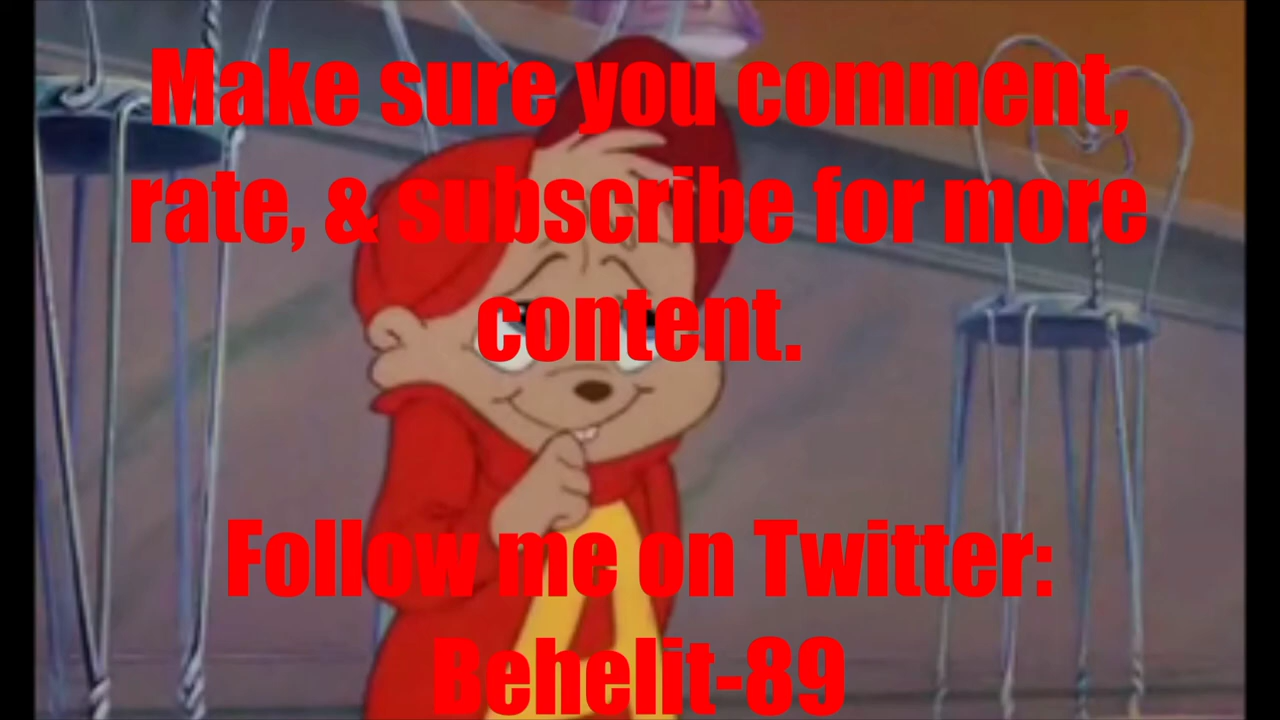 Make sure you comment,
rate, & subscribe for more
content.
Follow me on Twitter:
Behelit-89